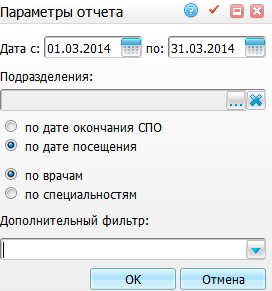 Параметры отчета
Дата с: 01.03.2014 по: 31.03.2014
Подразделения:
...
по дате окончания СПО
по дате посещения
по врачам
по специальностям
Дополнительный фильтр:
OK Отмена